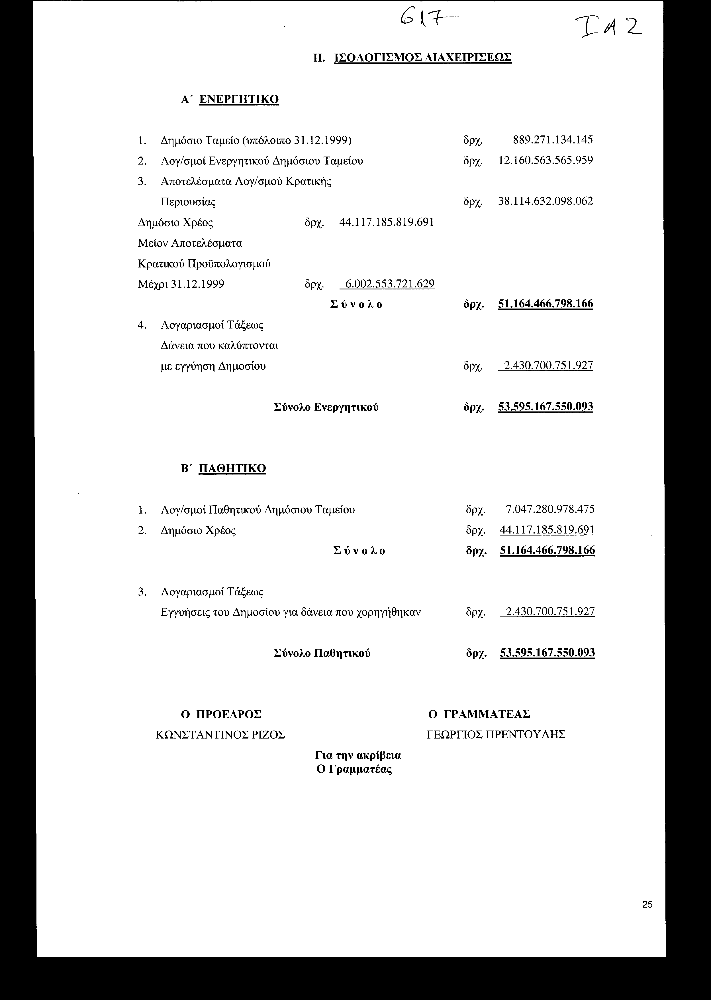 617
ΙΑ2
ΙΙ. ΙΣΟΛΟΓΙΣΜΟΣ ΔΙΑΧΕΙΡΙΣΕΩΣ
Α΄ ΕΝΕΡΓΗΤΙΚΟ
1. Δημόσιο Ταμείο (υπόλοιπο 31.12.1999) δρχ. 889.271.134.145
2. Λογ/σμοί Ενεργητικού Δημόσιου Ταμείου δρχ. 12.160.563.565.959
3. Αποτελέσματα Λογ/σμού Κρατικής
Περιουσίας δρχ. 38.114.632.098.062
Δημόσιο Χρέος δρχ. 44.117.185.819.691
Μείον Αποτελέσματα
Κρατικού Προϋπολογισμού
Μέχρι 31.12.1999 δρχ. 6.002.553.721.629
Σ ύ ν ο λ ο δρχ. 51.164.466.798.166
4. Λογαριασμοί Τάξεως
Δάνεια που καλύπτονται
με εγγύηση Δημοσίου δρχ. 2.430.700.751.927
Σύνολο Ενεργητικού δρχ. 53.595.167.550.093
Β΄ ΠΑΘΗΤΙΚΟ
1. Λογ/σμοί Παθητικού Δημόσιου Ταμείου δρχ. 7.047.280.978.475
2. Δημόσιο Χρέος δρχ. 44.117.185.819.691
Σ ύ ν ο λ ο δρχ. 51.164.466.798.166
3. Λογαριασμοί Τάξεως
Εγγυήσεις του Δημοσίου για δάνεια που χορηγήθηκαν δρχ. 2.430.700.751.927
Σύνολο Παθητικού δρχ. 53.595.167.550.093
Ο ΠΡΟΕΔΡΟΣ Ο ΓΡΑΜΜΑΤΕΑΣ
ΚΩΝΣΤΑΝΤΙΝΟΣ ΡΙΖΟΣ ΓΕΩΡΓΙΟΣ ΠΡΕΝΤΟΥΛΗΣ
Για την ακρίβεια
Ο Γραμματέας
25